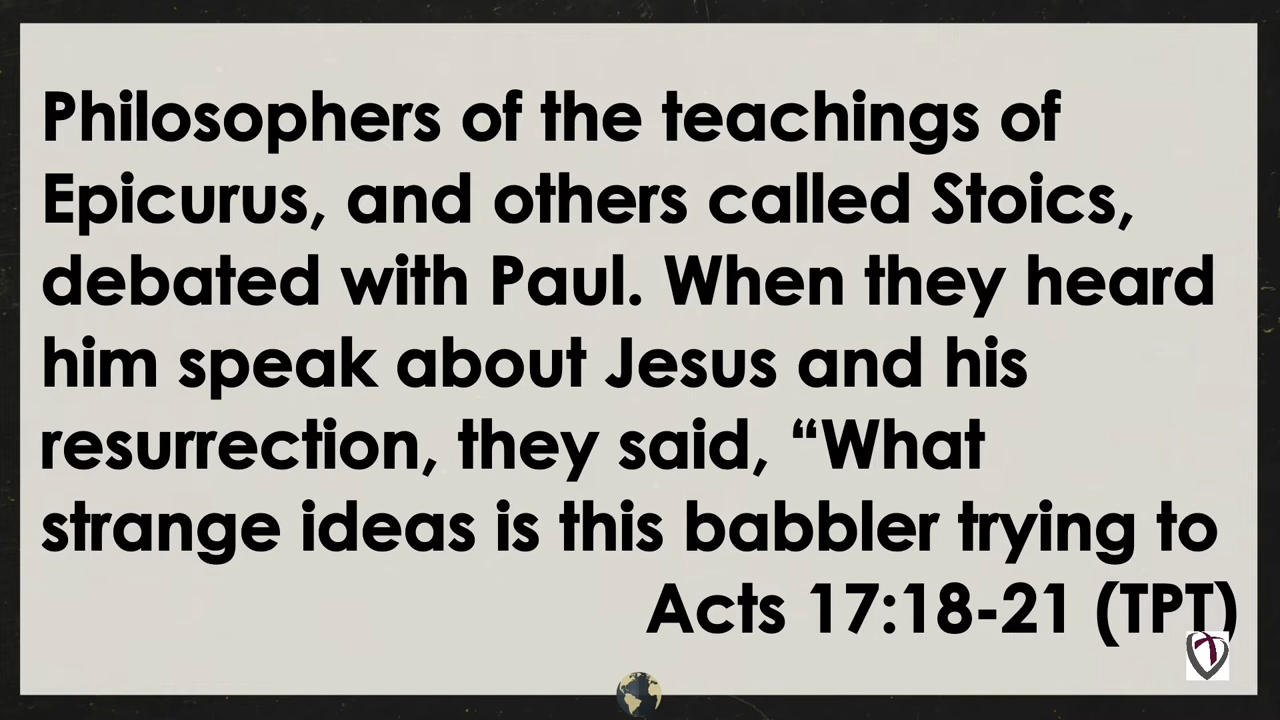 Philosophers of the teachings of
Epicurus, and others called Stoics,
debated with Paul. When they heard
him speak about Jesus and his
resurrection, they said, “What
strange ideas is this babbler trying to
Acts 17:18-21 (TPT)